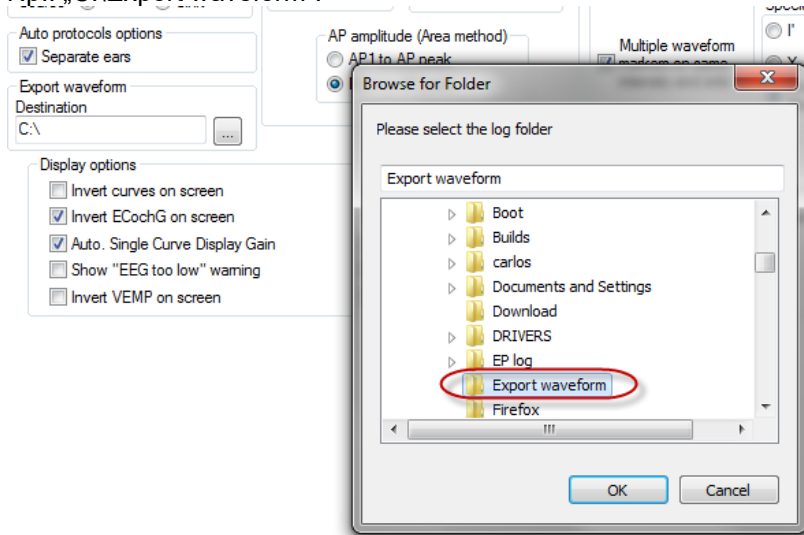 Auto protocols options
Separate ears
Export waveform
Destination
C:\
...
AP amplitude (Area method)
AP1 to AP peak
Multiple waveform
Browse for Folder
Please select the log folder
Export waveform
Boot
Builds
carlos
Documents and Settings
Download
DRIVERS
EP log
Export waveform
Firefox
OK Cancel
Display options
Invert curves on screen
Invert ECochG on screen
Auto. Single Curve Display Gain
Show "EEG too low" warning
Invert VEMP on screen